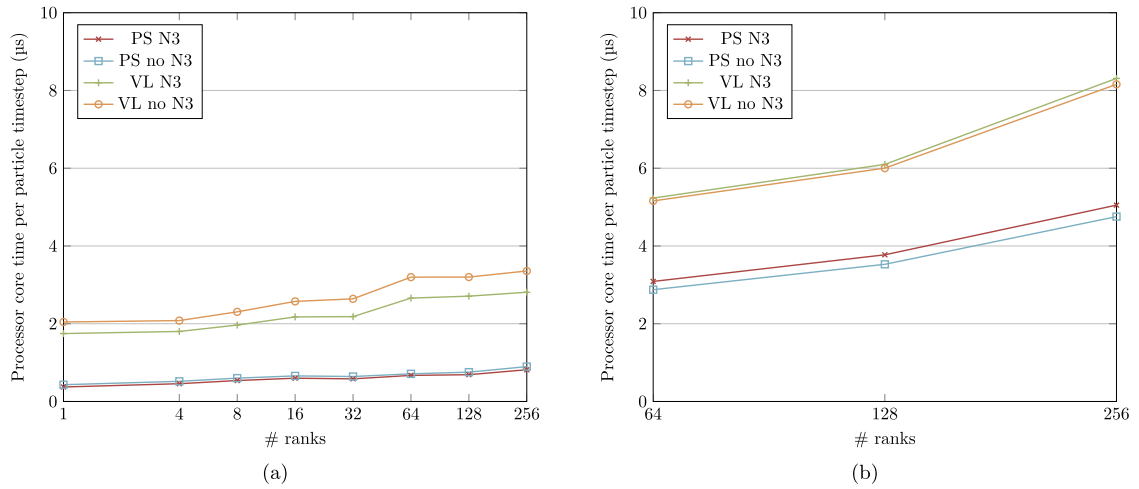 Processor core time per particle timestep (µs)
10
8
6
4
2
0
PS N3
PS no N3
VL N3
VL no N3
1 4 8 16 32 64 128 256
# ranks
(a)
Processor core time per particle timestep (µs)
10
8
6
4
2
0
PS N3
PS no N3
VL N3
VL no N3
64 128 256
# ranks
(b)